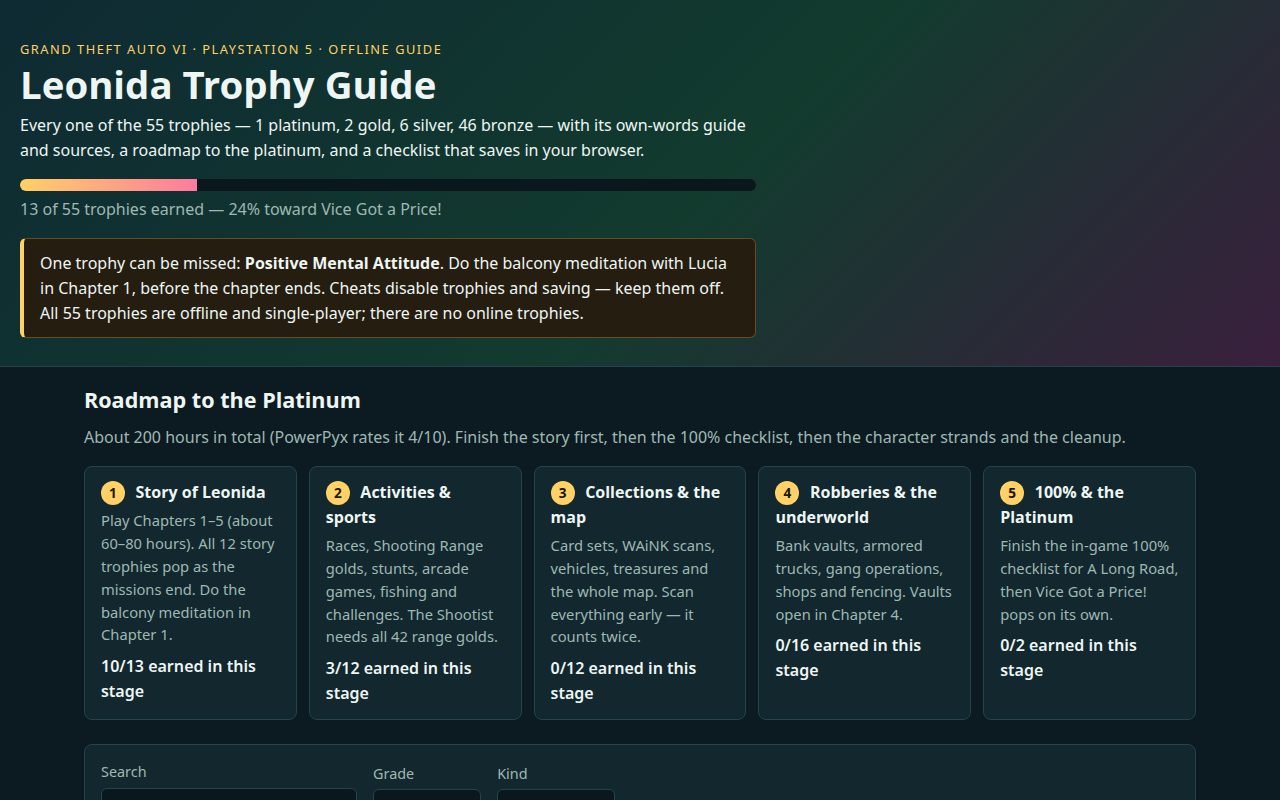 GRAND THEFT AUTO VI · PLAYSTATION 5 · OFFLINE GUIDE
Leonida Trophy Guide
Every one of the 55 trophies — 1 platinum, 2 gold, 6 silver, 46 bronze — with its own-words guide
and sources, a roadmap to the platinum, and a checklist that saves in your browser.
13 of 55 trophies earned — 24% toward Vice Got a Price!
One trophy can be missed: Positive Mental Attitude. Do the balcony meditation with Lucia
in Chapter 1, before the chapter ends. Cheats disable trophies and saving — keep them off.
All 55 trophies are offline and single-player; there are no online trophies.
Roadmap to the Platinum
About 200 hours in total (PowerPyx rates it 4/10). Finish the story first, then the 100% checklist, then the character strands and the cleanup.
1 Story of Leonida
Play Chapters 1–5 (about
60–80 hours). All 12 story
trophies pop as the
missions end. Do the
balcony meditation in
Chapter 1.
10/13 earned in this
stage
2 Activities &
sports
Races, Shooting Range
golds, stunts, arcade
games, fishing and
challenges. The Shootist
needs all 42 range golds.
3/12 earned in this
stage
3 Collections & the
map
Card sets, WAiNK scans,
vehicles, treasures and
the whole map. Scan
everything early — it
counts twice.
0/12 earned in this
stage
4 Robberies & the
underworld
Bank vaults, armored
trucks, gang operations,
shops and fencing. Vaults
open in Chapter 4.
0/16 earned in this
stage
5 100% & the
Platinum
Finish the in-game 100%
checklist for A Long Road,
then Vice Got a Price!
pops on its own.
0/2 earned in this
stage
Search
Grade
Kind